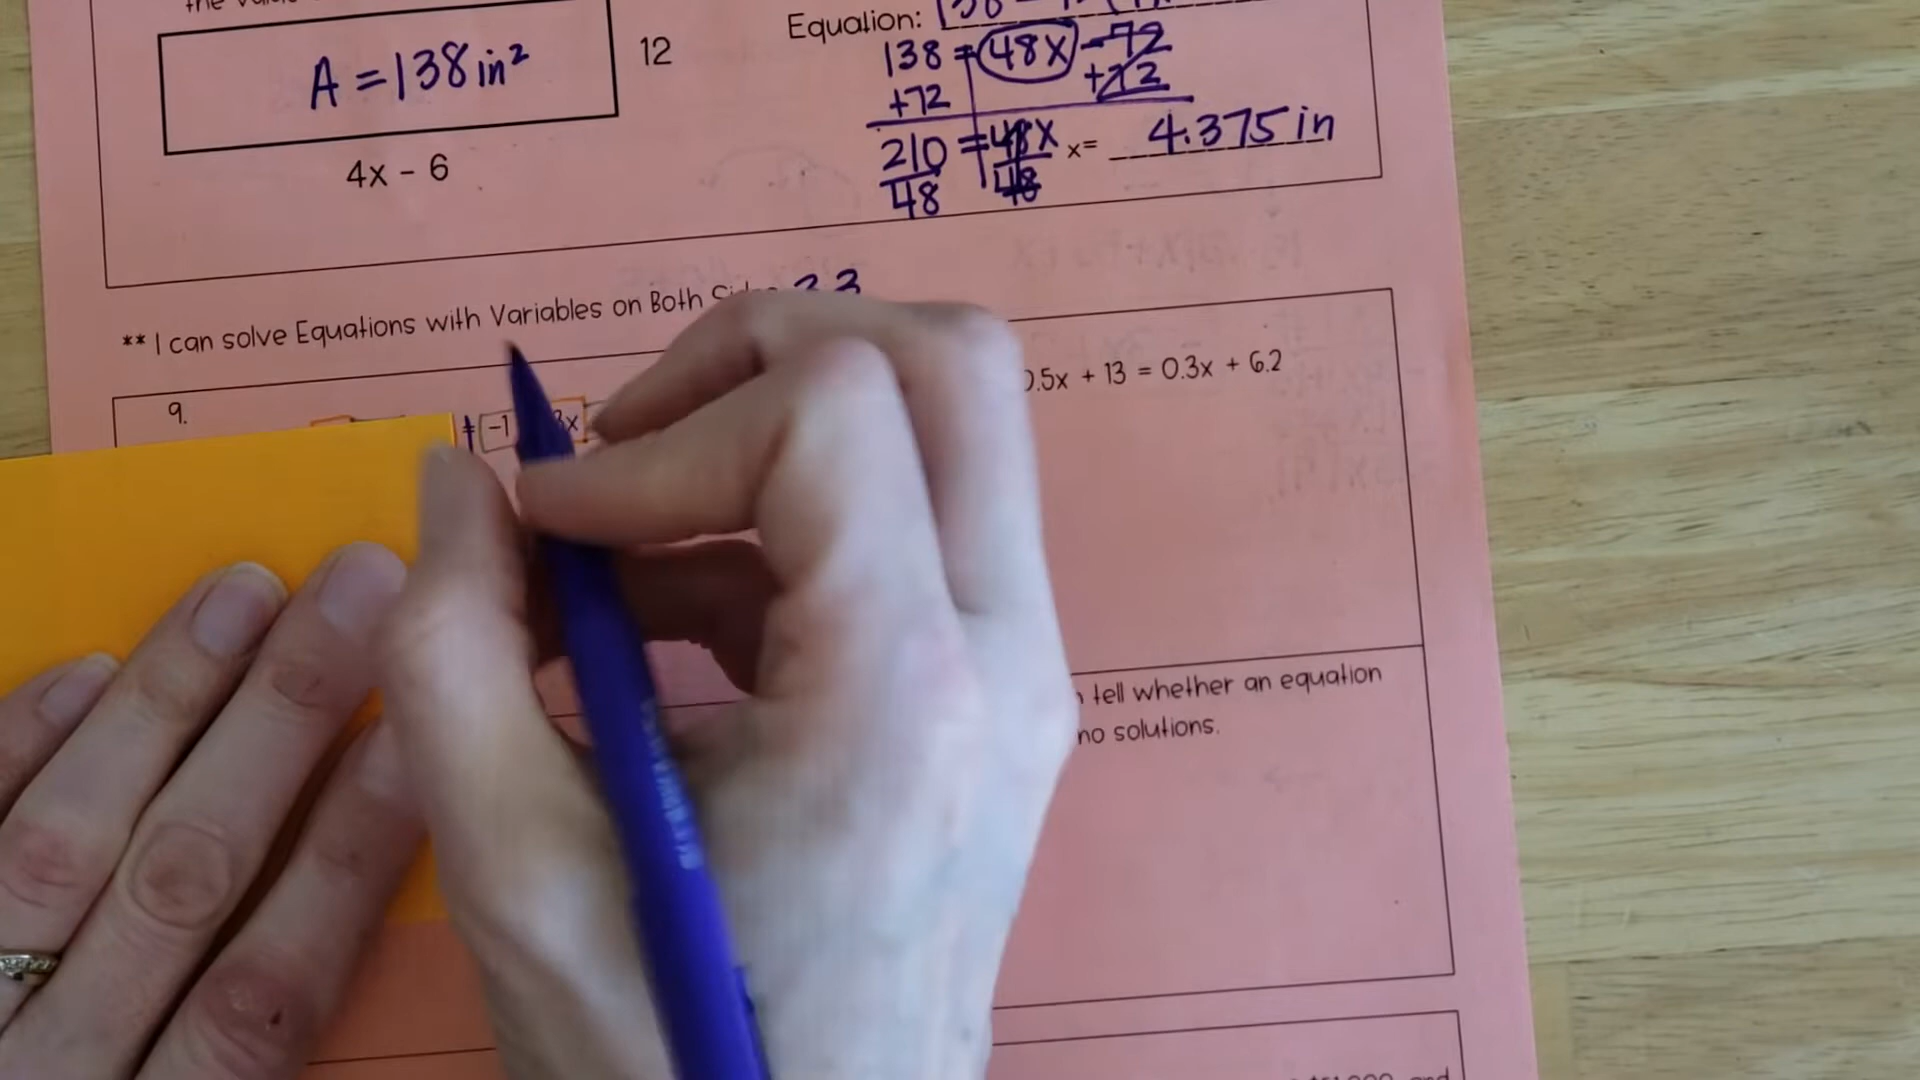 A = 138 in²
12
4x - 6
Equation:
138 = 48x - 72
+72 +72
210 = 48x
48 48
x= 4.375 in
** I can solve Equations with Variables on Both
9.
-1
0.5x + 13 = 0.3x + 6.2
tell whether an equation
no solutions.